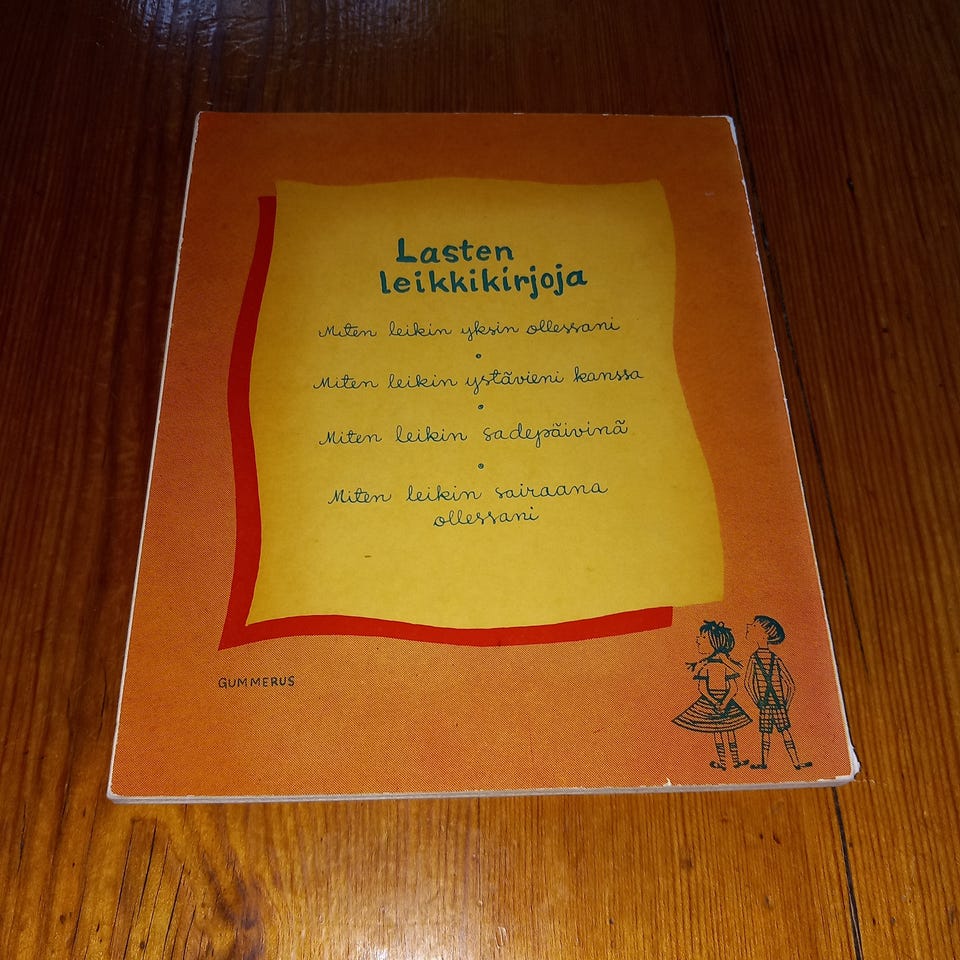 Lasten
leikkikirjoja
Miten leikin yksin ollessani
Miten leikin ystävieni kanssa
Miten leikin sadepäivinä
Miten leikin sairaana
ollessani
GUMMERUS